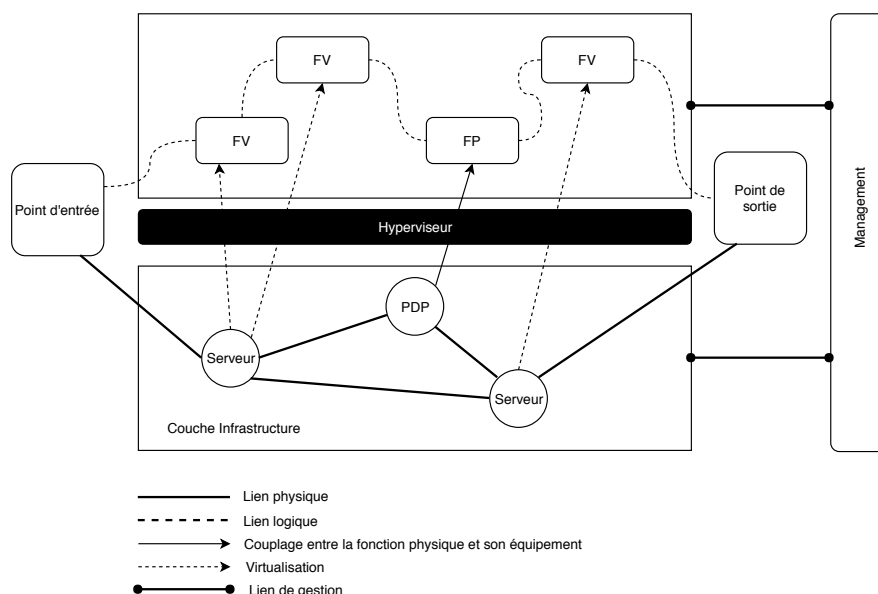 FV
FV
FV
FP
Point d'entrée
Point de
sortie
Management
Hyperviseur
PDP
Serveur
Serveur
Couche Infrastructure
Lien physique
Lien logique
Couplage entre la fonction physique et son équipement
Virtualisation
Lien de gestion